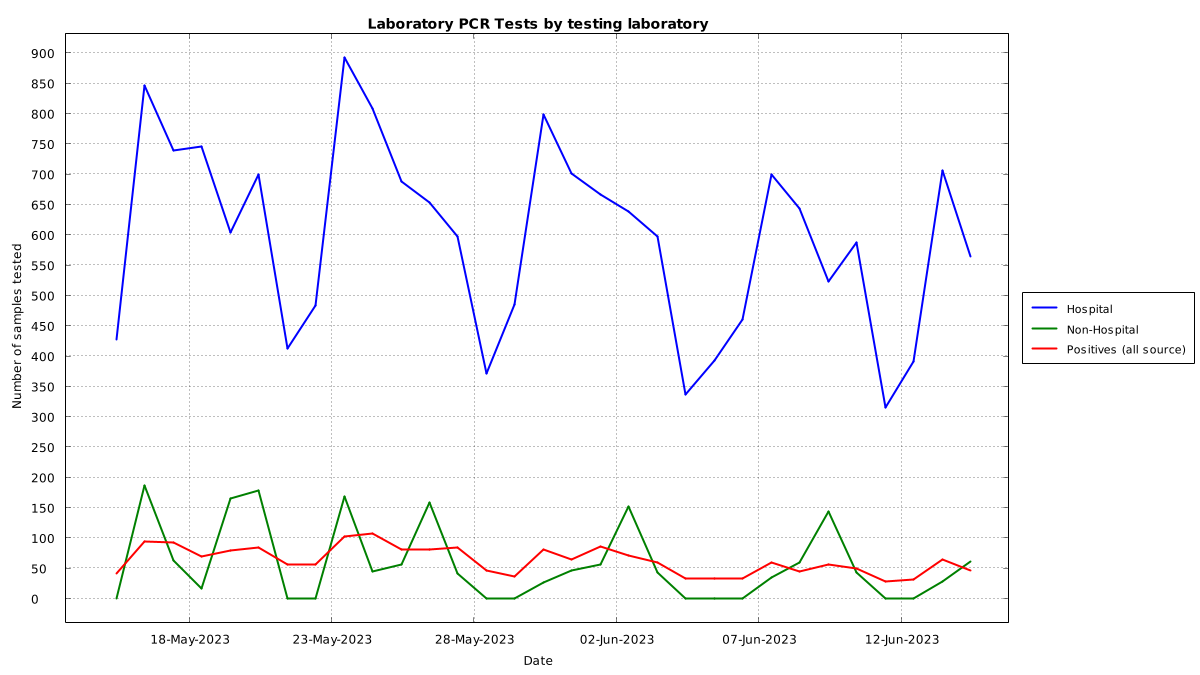 Laboratory PCR Tests by testing laboratory
900
850
800
750
700
650
600
550
500
450
400
350
300
250
200
150
100
50
0
Number of samples tested
18-May-2023
23-May-2023
28-May-2023
02-Jun-2023
07-Jun-2023
12-Jun-2023
Date
Hospital
Non-Hospital
Positives (all source)